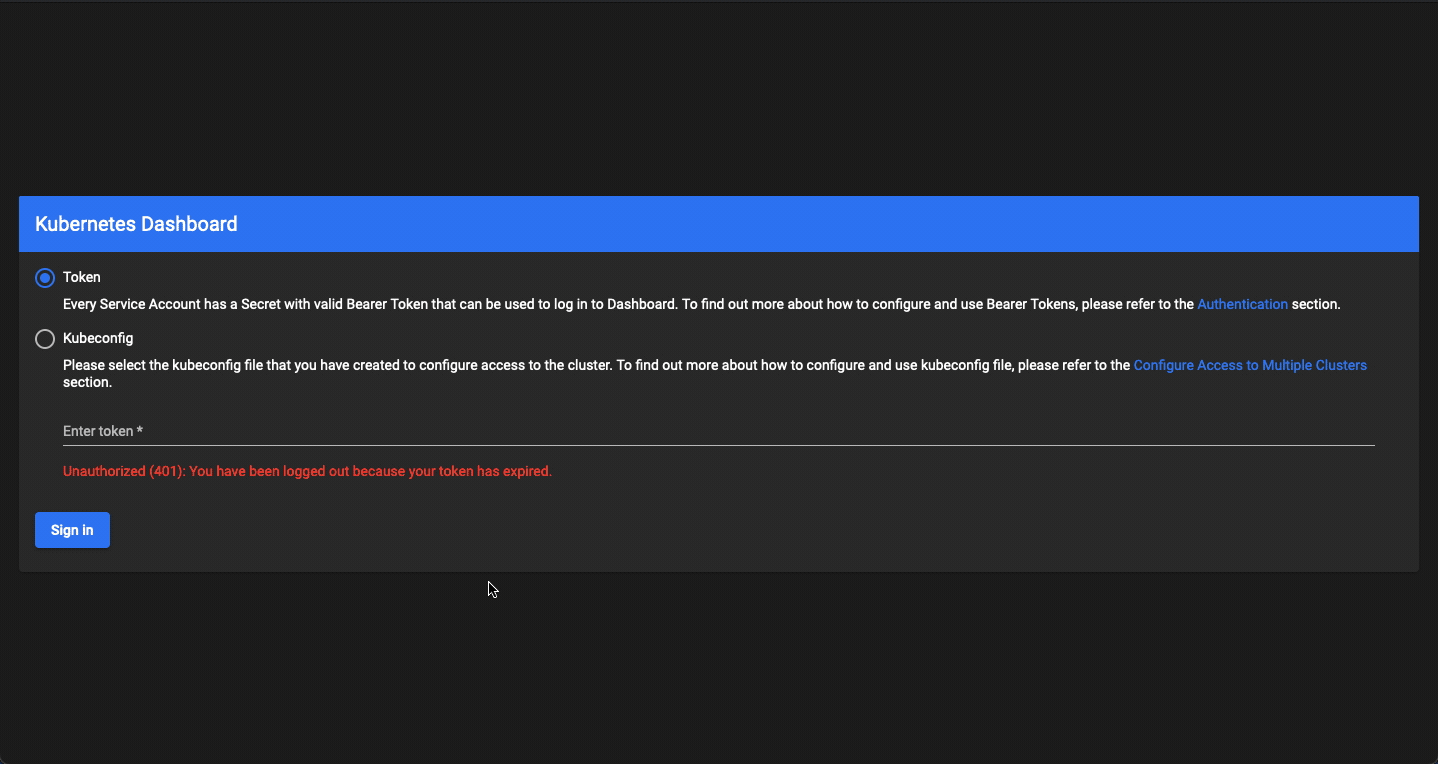 Kubernetes Dashboard
Token
Every Service Account has a Secret with valid Bearer Token that can be used to log in to Dashboard. To find out more about how to configure and use Bearer Tokens, please refer to the Authentication section.
Kubeconfig
Please select the kubeconfig file that you have created to configure access to the cluster. To find out more about how to configure and use kubeconfig file, please refer to the Configure Access to Multiple Clusters
section.
Enter token *
Unauthorized (401): You have been logged out because your token has expired.
Sign in